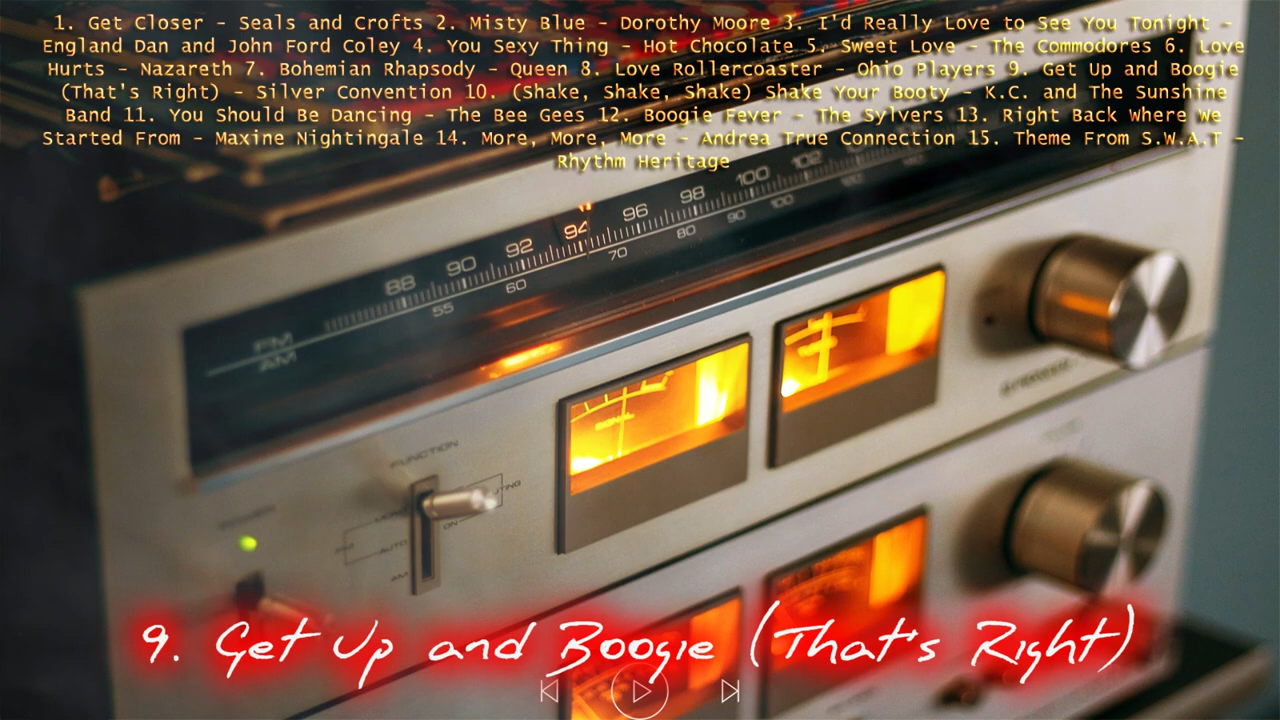 1. Get Closer - Seals and Crofts 2. Misty Blue - Dorothy Moore 3. I'd Really Love to See You Tonight -
England Dan and John Ford Coley 4. You Sexy Thing - Hot Chocolate 5. Sweet Love - The Commodores 6. Love
Hurts - Nazareth 7. Bohemian Rhapsody - Queen 8. Love Rollercoaster - Ohio Players 9. Get Up and Boogie
(That's Right) - Silver Convention 10. (Shake, Shake, Shake) Shake Your Booty - K.C. and The Sunshine
Band 11. You Should Be Dancing - The Bee Gees 12. Boogie Fever - The Sylvers 13. Right Back Where We
Started From - Maxine Nightingale 14. More, More, More - Andrea True Connection 15. Theme From S.W.A.T -
Rhythm Heritage
88 90 92 94 96 98 100 102
55 60 70 80 90 100
FM
AM
SIGNAL
FUNCTION
ON
AUTO
AM
POWER
9. Get Up and Boogie (That's Right)